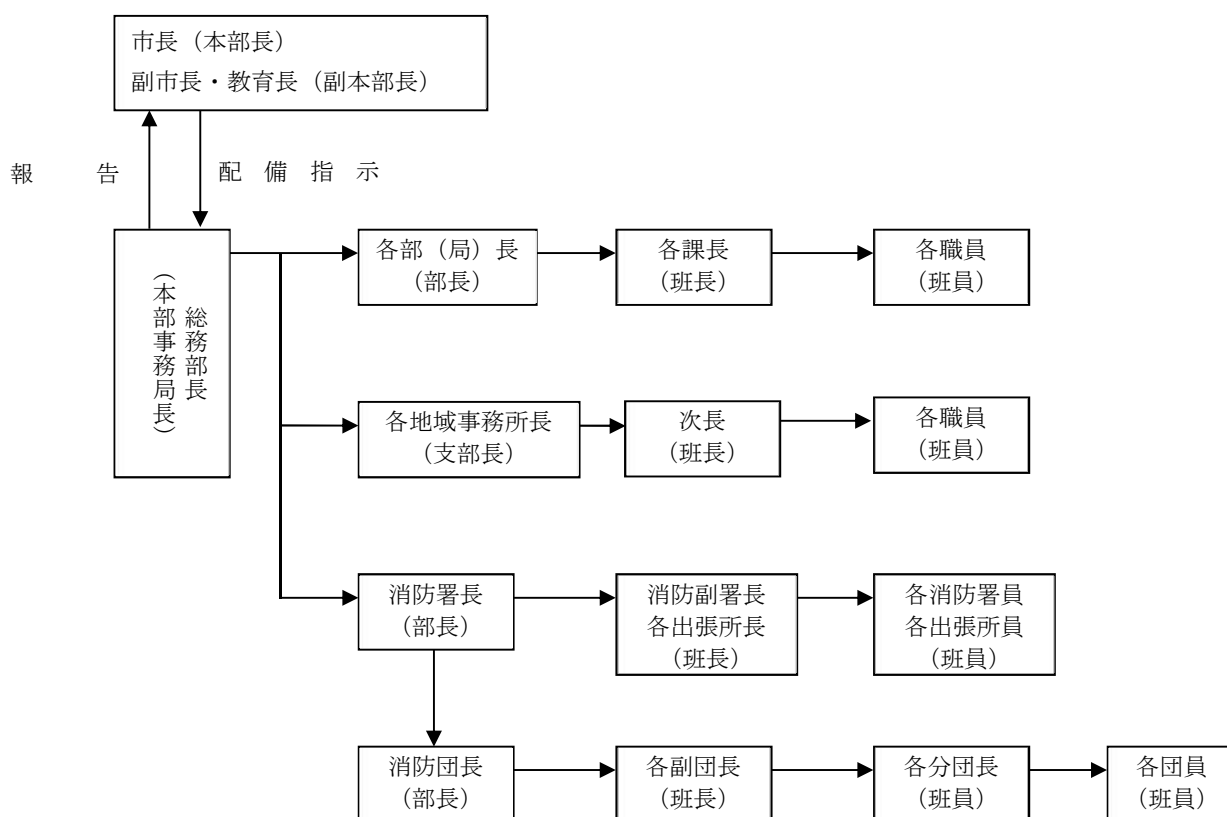 市長（本部長）
副市長・教育長（副本部長）
報　告
配備指示
総務部長
（本部事務局長）
各部（局）長
（部長）
各課長
（班長）
各職員
（班員）
各地域事務所長
（支部長）
次長
（班長）
各職員
（班員）
消防署長
（部長）
消防副署長
各出張所長
（班長）
各消防署員
各出張所員
（班員）
消防団長
（部長）
各副団長
（班長）
各分団長
（班員）
各団員
（班員）